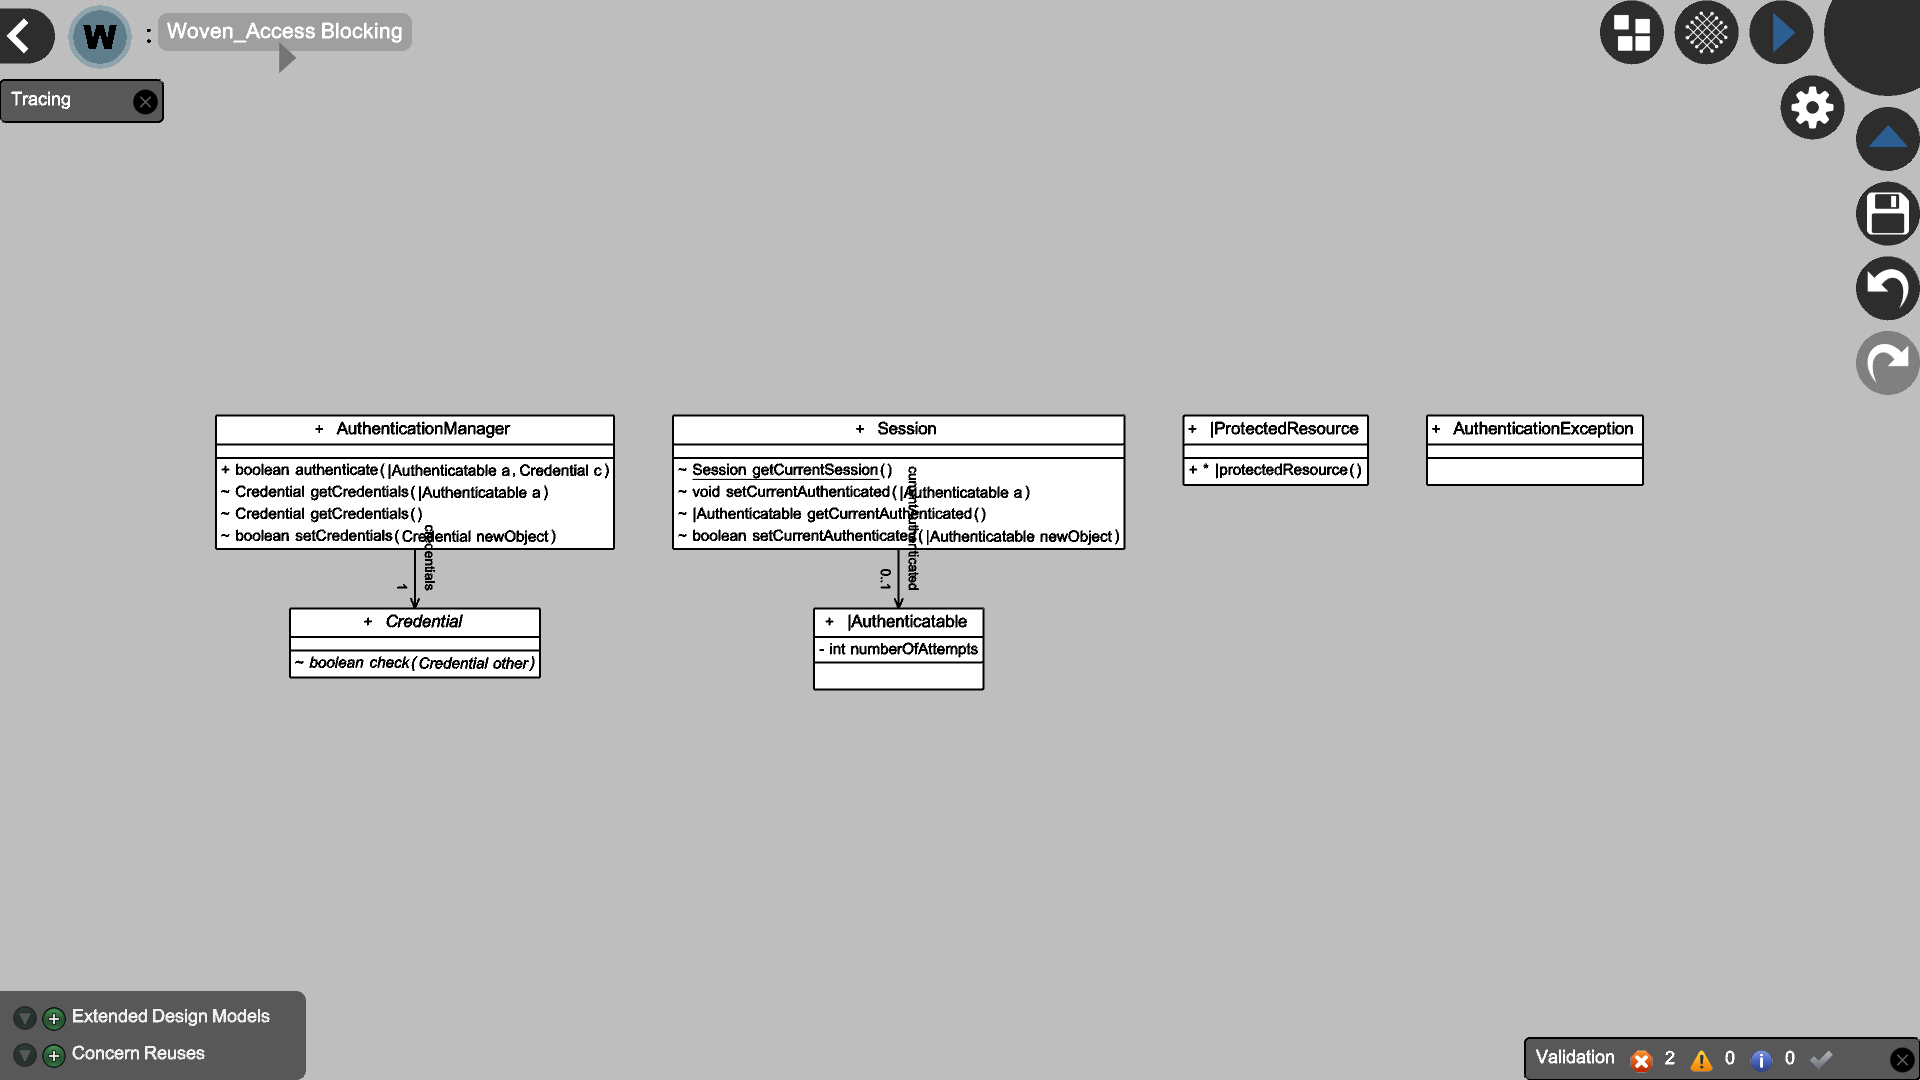 W : Woven_Access Blocking
Tracing
+ AuthenticationManager
+ boolean authenticate(|Authenticatable a, Credential c)
~ Credential getCredentials(|Authenticatable a)
~ Credential getCredentials()
~ boolean setCredentials(Credential newObject)
credentials
1
+ Credential
~ boolean check(Credential other)
+ Session
~ Session getCurrentSession()
~ void setCurrentAuthenticated(|Authenticatable a)
~ |Authenticatable getCurrentAuthenticated()
~ boolean setCurrentAuthenticated(|Authenticatable newObject)
currentAuthenticated
0..1
+ |Authenticatable
- int numberOfAttempts
+ |ProtectedResource
+ * |protectedResource()
+ AuthenticationException
Extended Design Models
Concern Reuses
Validation 2 0 0